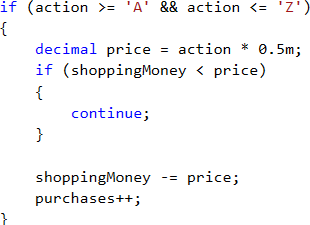 if (action >= 'A' && action <= 'Z')
{
    decimal price = action * 0.5m;
    if (shoppingMoney < price)
    {
        continue;
    }

    shoppingMoney -= price;
    purchases++;
}